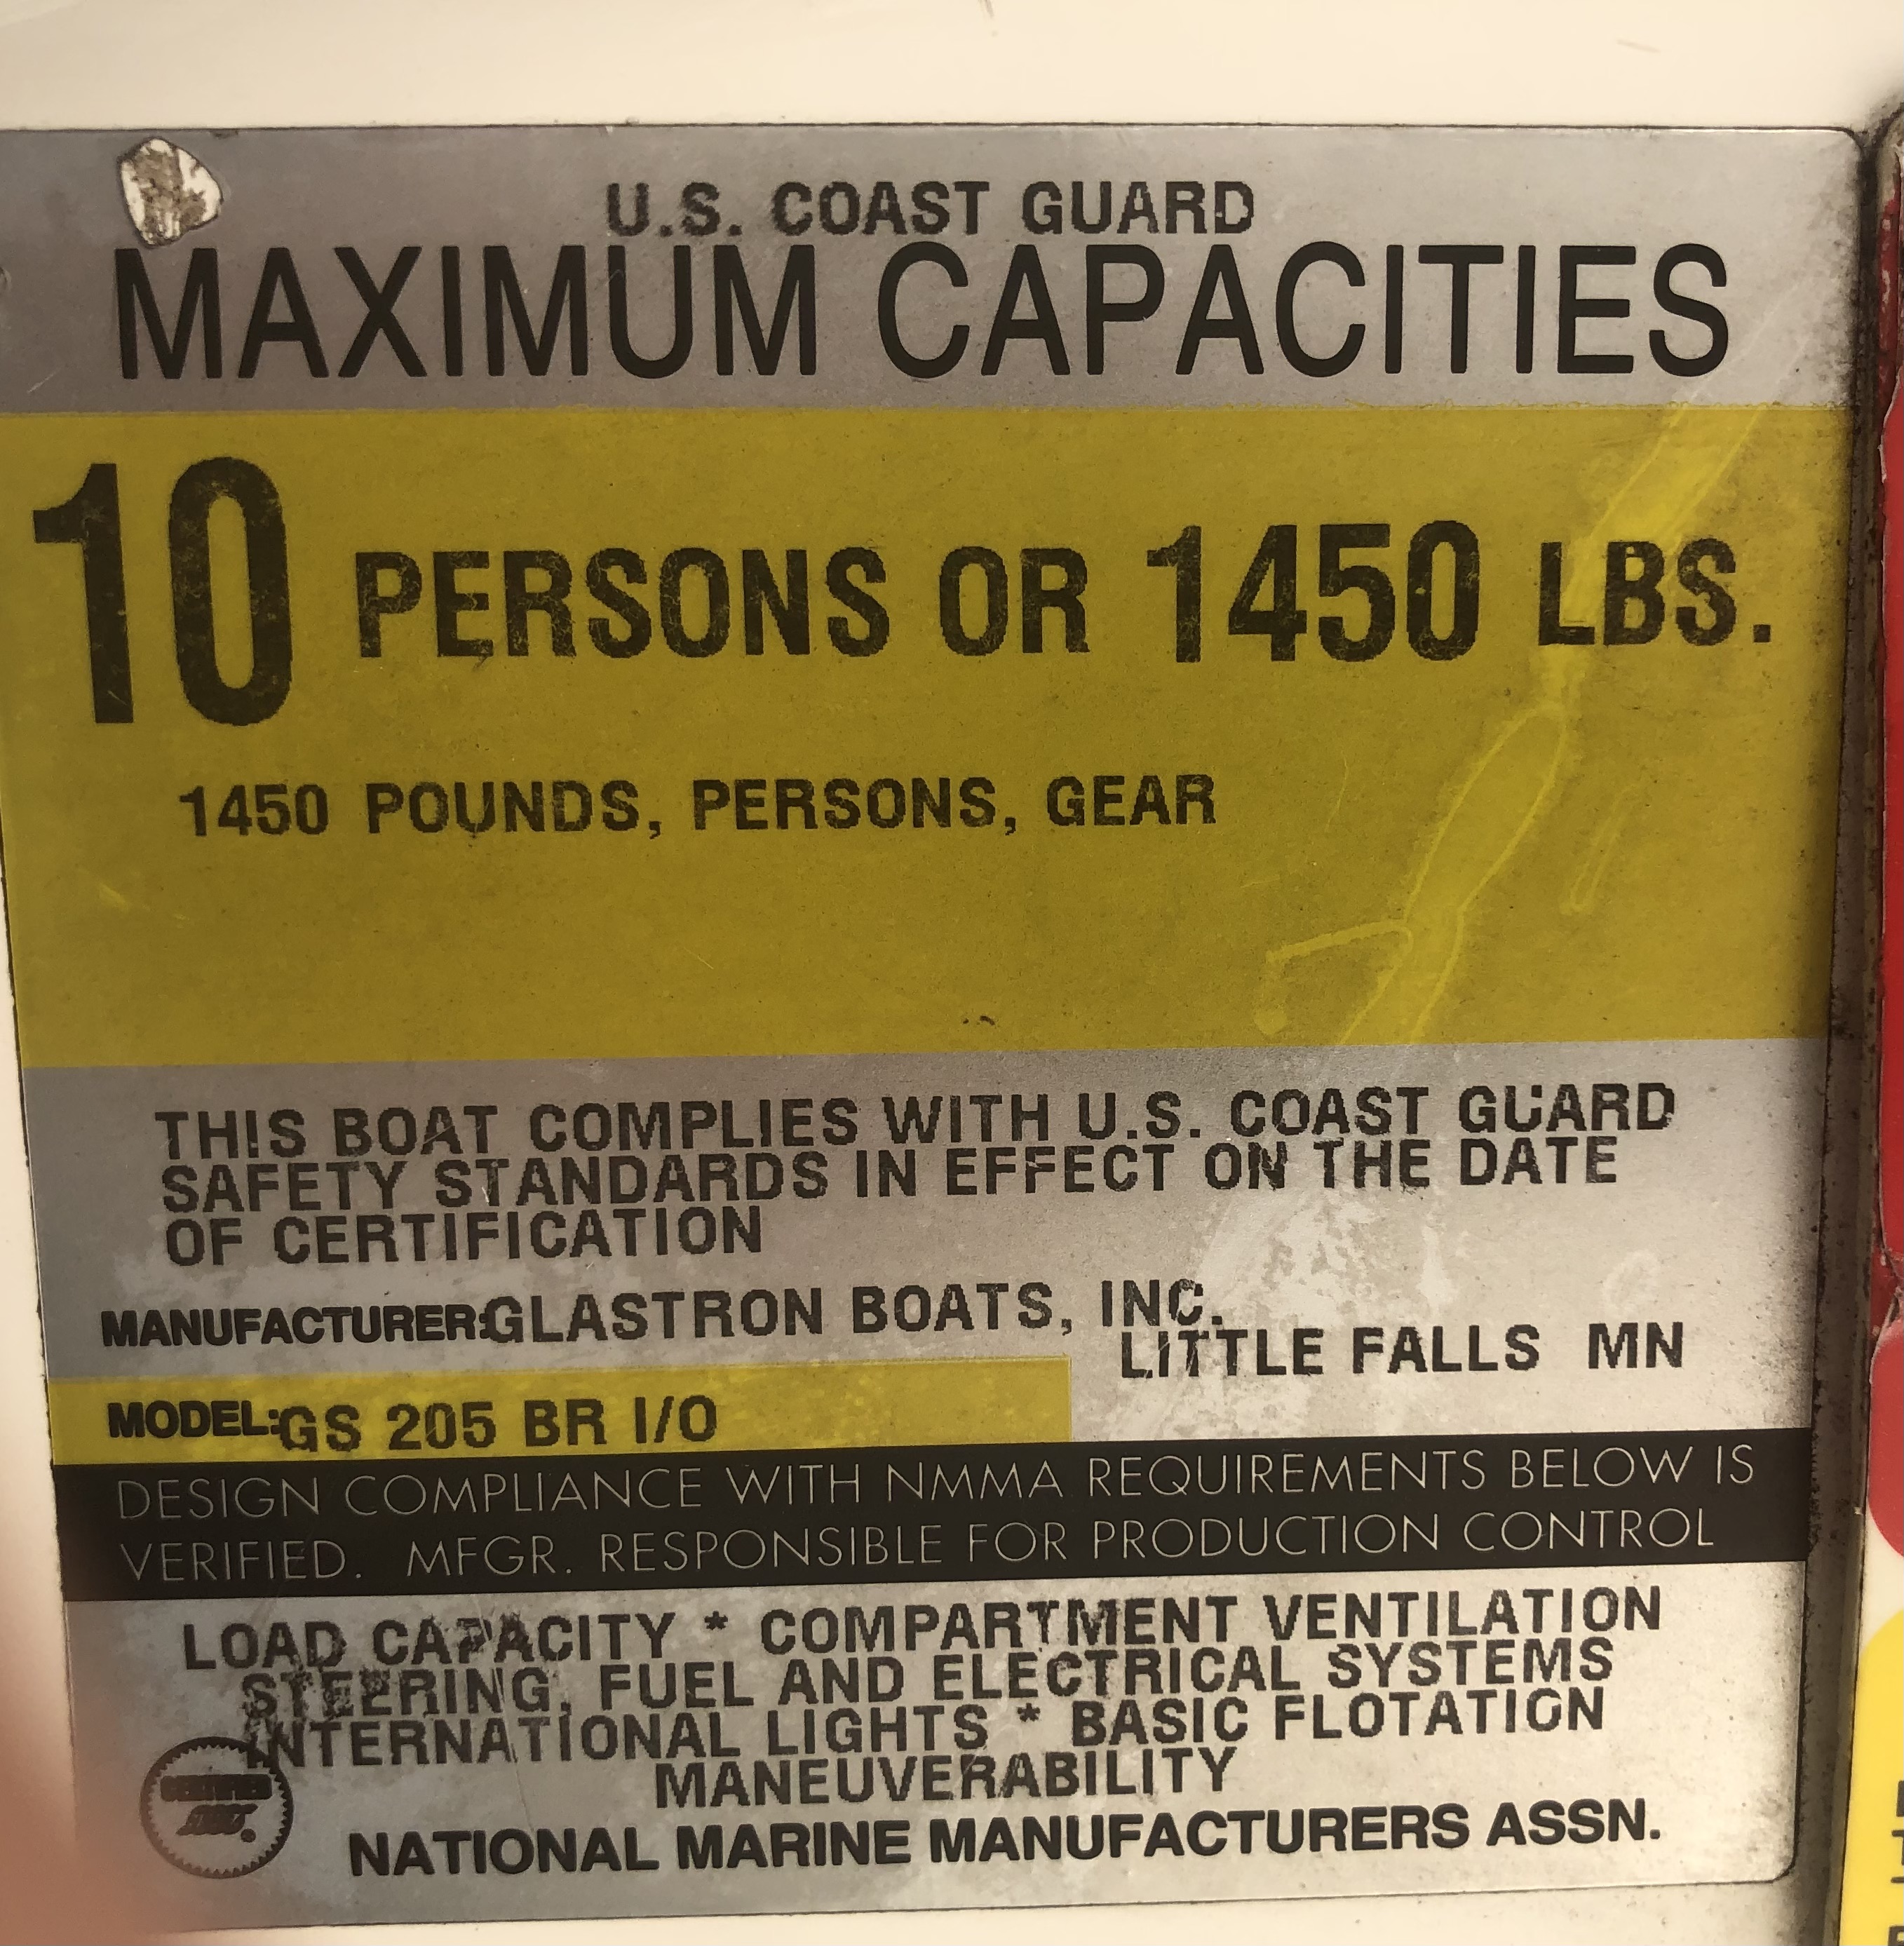 U.S. COAST GUARD
MAXIMUM CAPACITIES
10 PERSONS OR 1450 LBS.
1450 POUNDS, PERSONS, GEAR
THIS BOAT COMPLIES WITH U.S. COAST GUARD
SAFETY STANDARDS IN EFFECT ON THE DATE
OF CERTIFICATION
MANUFACTURER:GLASTRON BOATS, INC.
LITTLE FALLS MN
MODEL:GS 205 BR I/O
DESIGN COMPLIANCE WITH NMMA REQUIREMENTS BELOW IS
VERIFIED. MFGR. RESPONSIBLE FOR PRODUCTION CONTROL
LOAD CAPACITY * COMPARTMENT VENTILATION
STEERING, FUEL AND ELECTRICAL SYSTEMS
INTERNATIONAL LIGHTS * BASIC FLOTATION
MANEUVERABILITY
CERTIFIED
NATIONAL MARINE MANUFACTURERS ASSN.